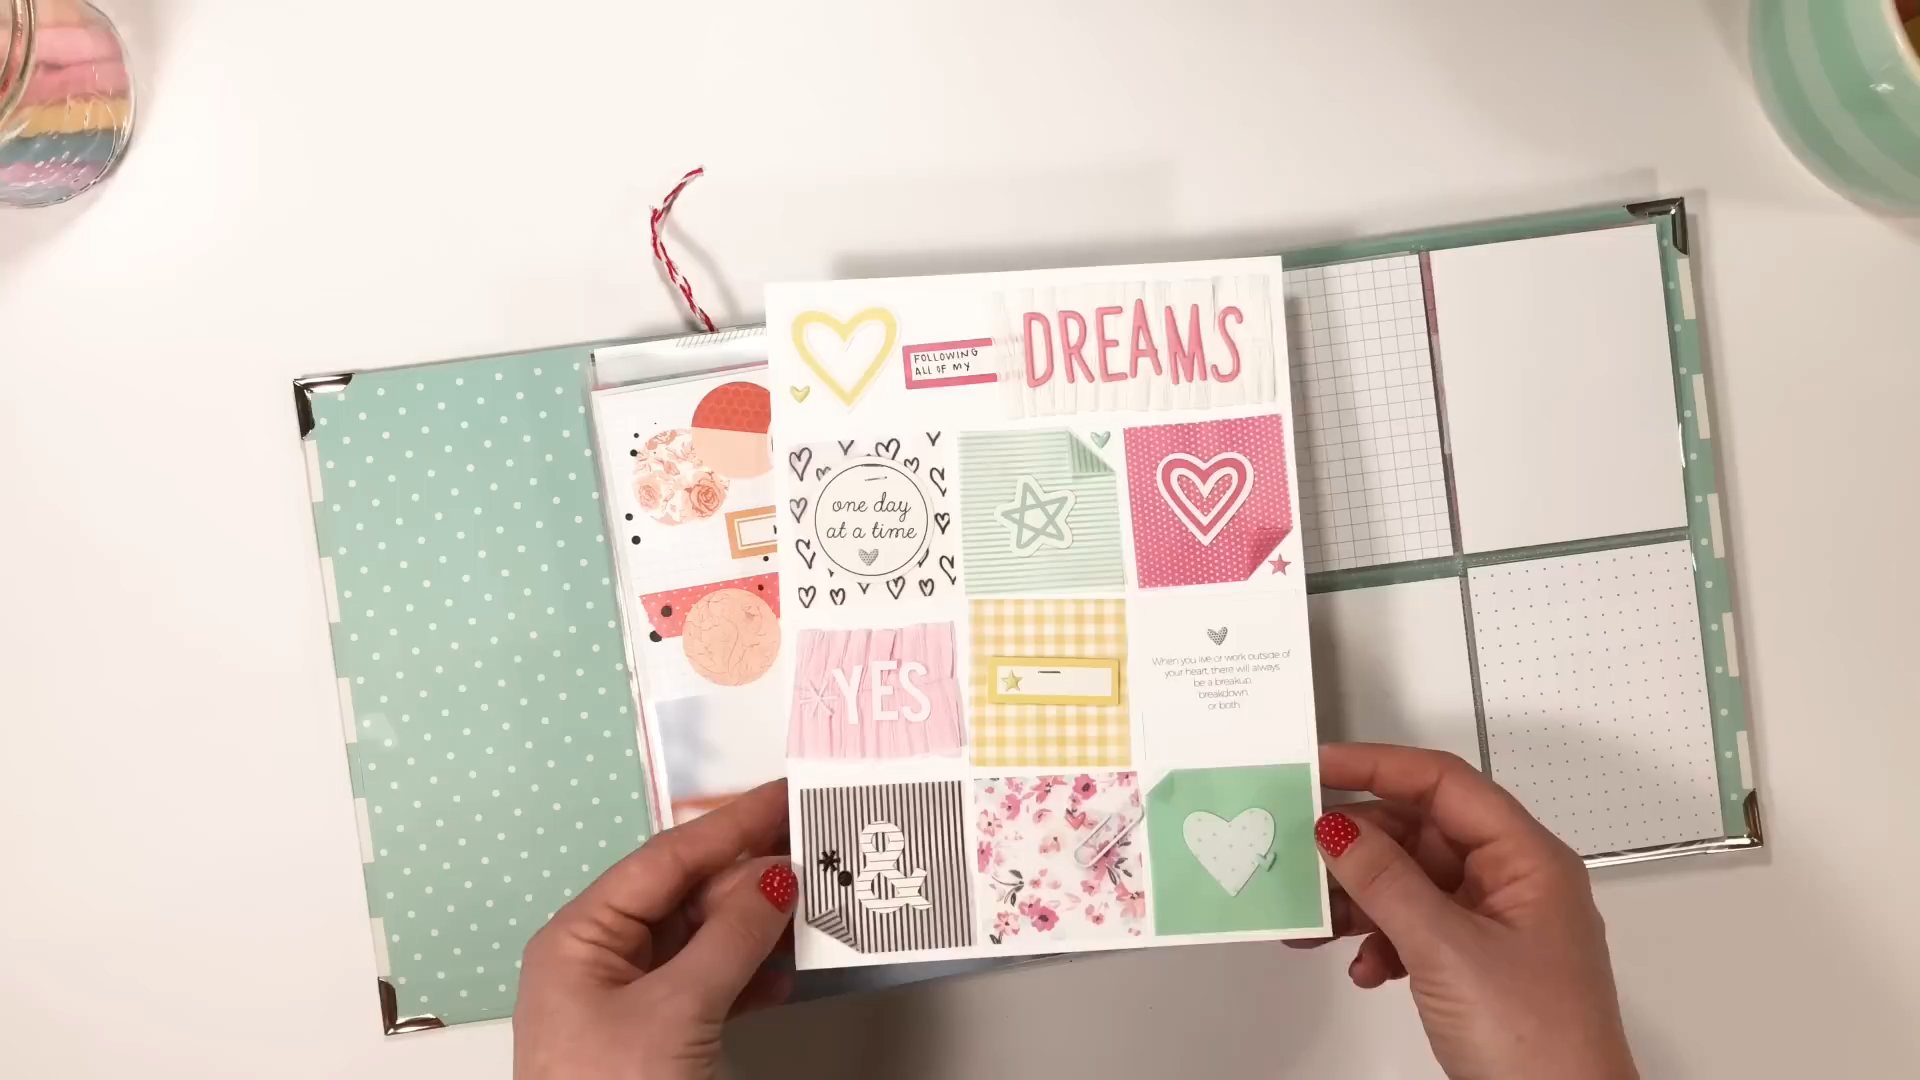 FOLLOWING
ALL OF MY
DREAMS
one day
at a time
YES
When you live or work outside of
your heart, there will always
be a breakup,
breakdown
or both.
&